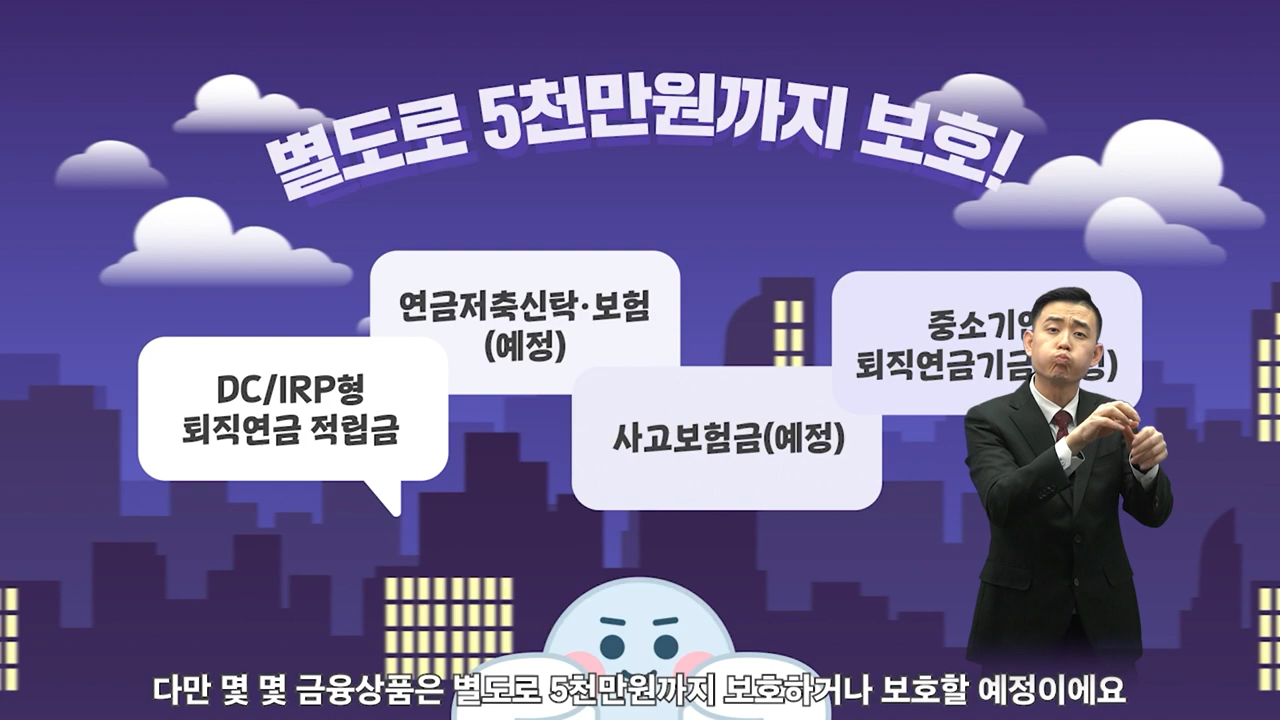 별도로 5천만원까지 보호!
연금저축신탁·보험
(예정)
DC/IRP형
퇴직연금 적립금
사고보험금(예정)
중소기
퇴직연금기금
다만 몇 몇 금융상품은 별도로 5천만원까지 보호하거나 보호할 예정이에요